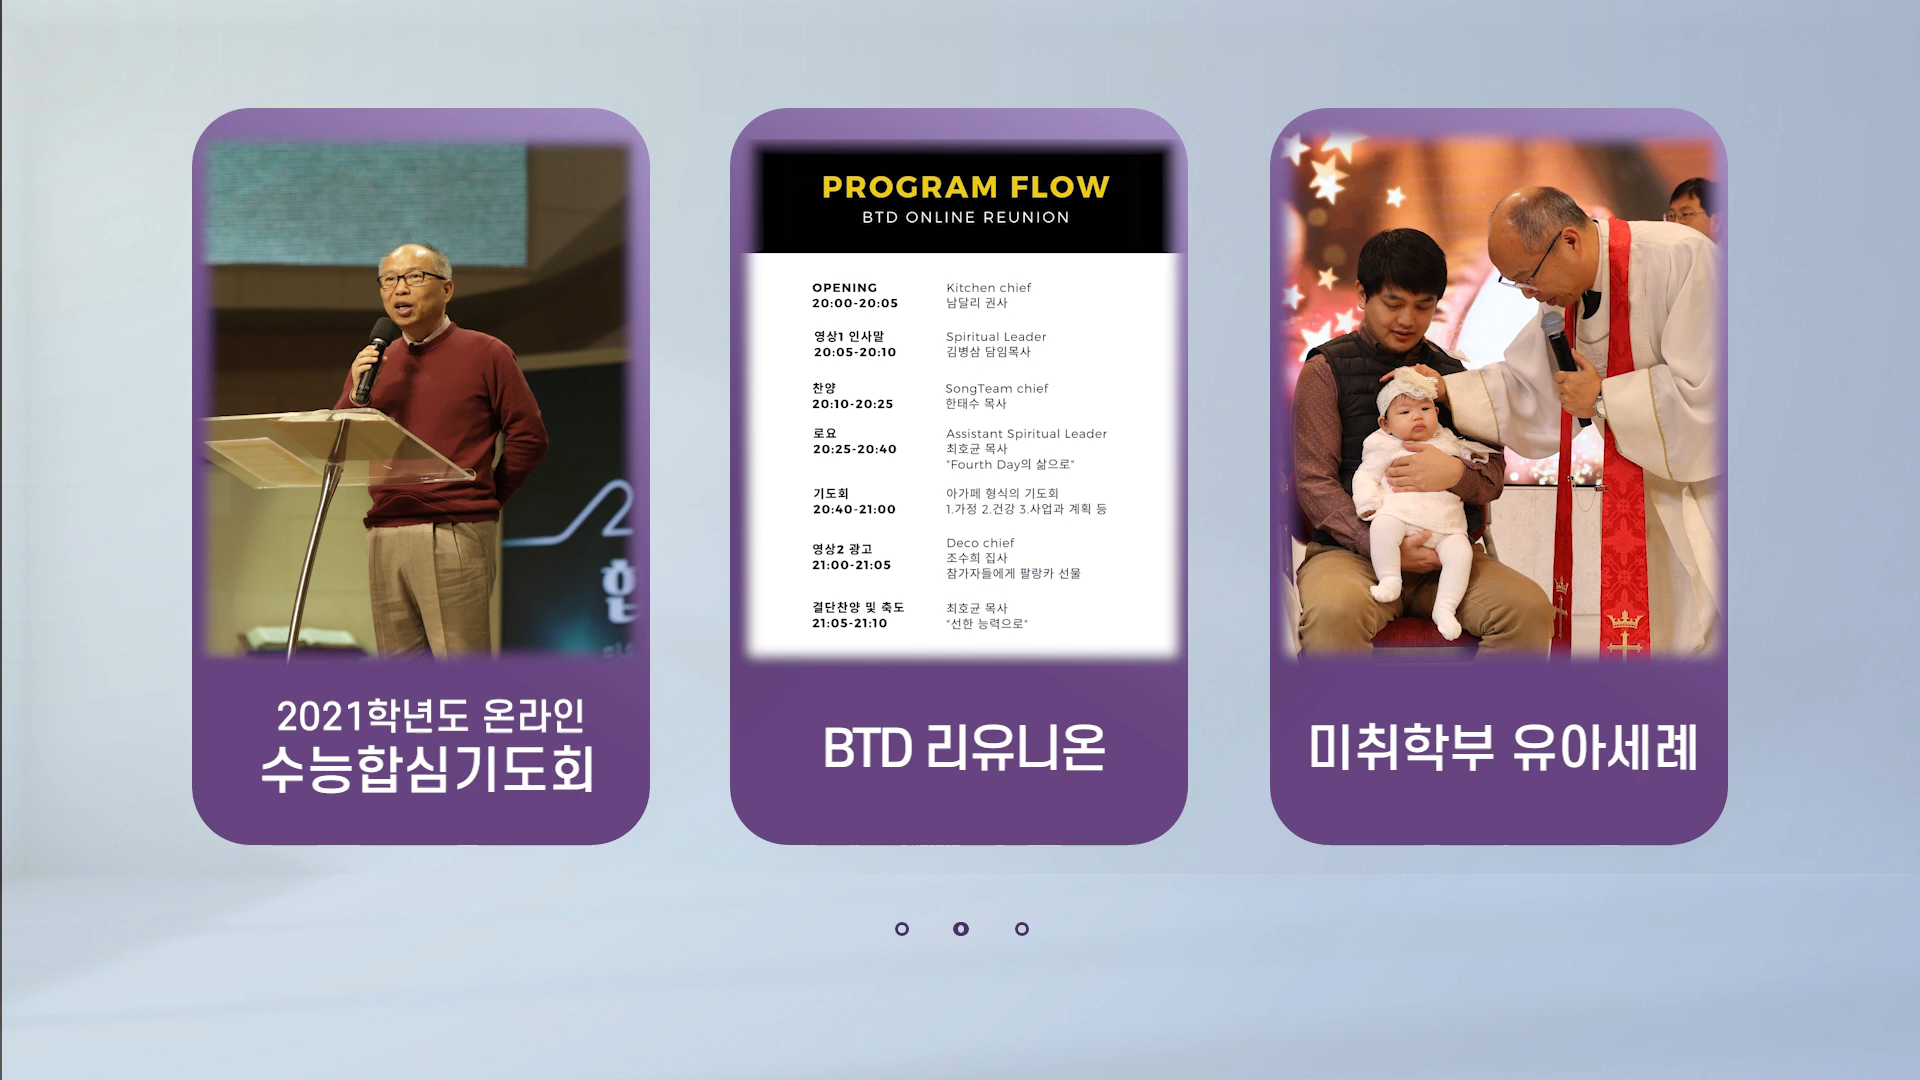 2021학년도 온라인
수능합심기도회
PROGRAM FLOW
BTD ONLINE REUNION
OPENING
20:00-20:05
Kitchen chief
남달리 권사
영상1 인사말
20:05-20:10
Spiritual Leader
김병삼 담임목사
찬양
20:10-20:25
SongTeam chief
한태수 목사
로요
20:25-20:40
Assistant Spiritual Leader
최호균 목사
"Fourth Day의 삶으로"
기도회
20:40-21:00
아가페 형식의 기도회
1.가정 2.건강 3.사업과 계획 등
영상2 광고
21:00-21:05
Deco chief
조수희 집사
참가자들에게 팔랑카 선물
결단찬양 및 축도
21:05-21:10
최호균 목사
"선한 능력으로"
BTD 리유니온
미취학부 유아세례